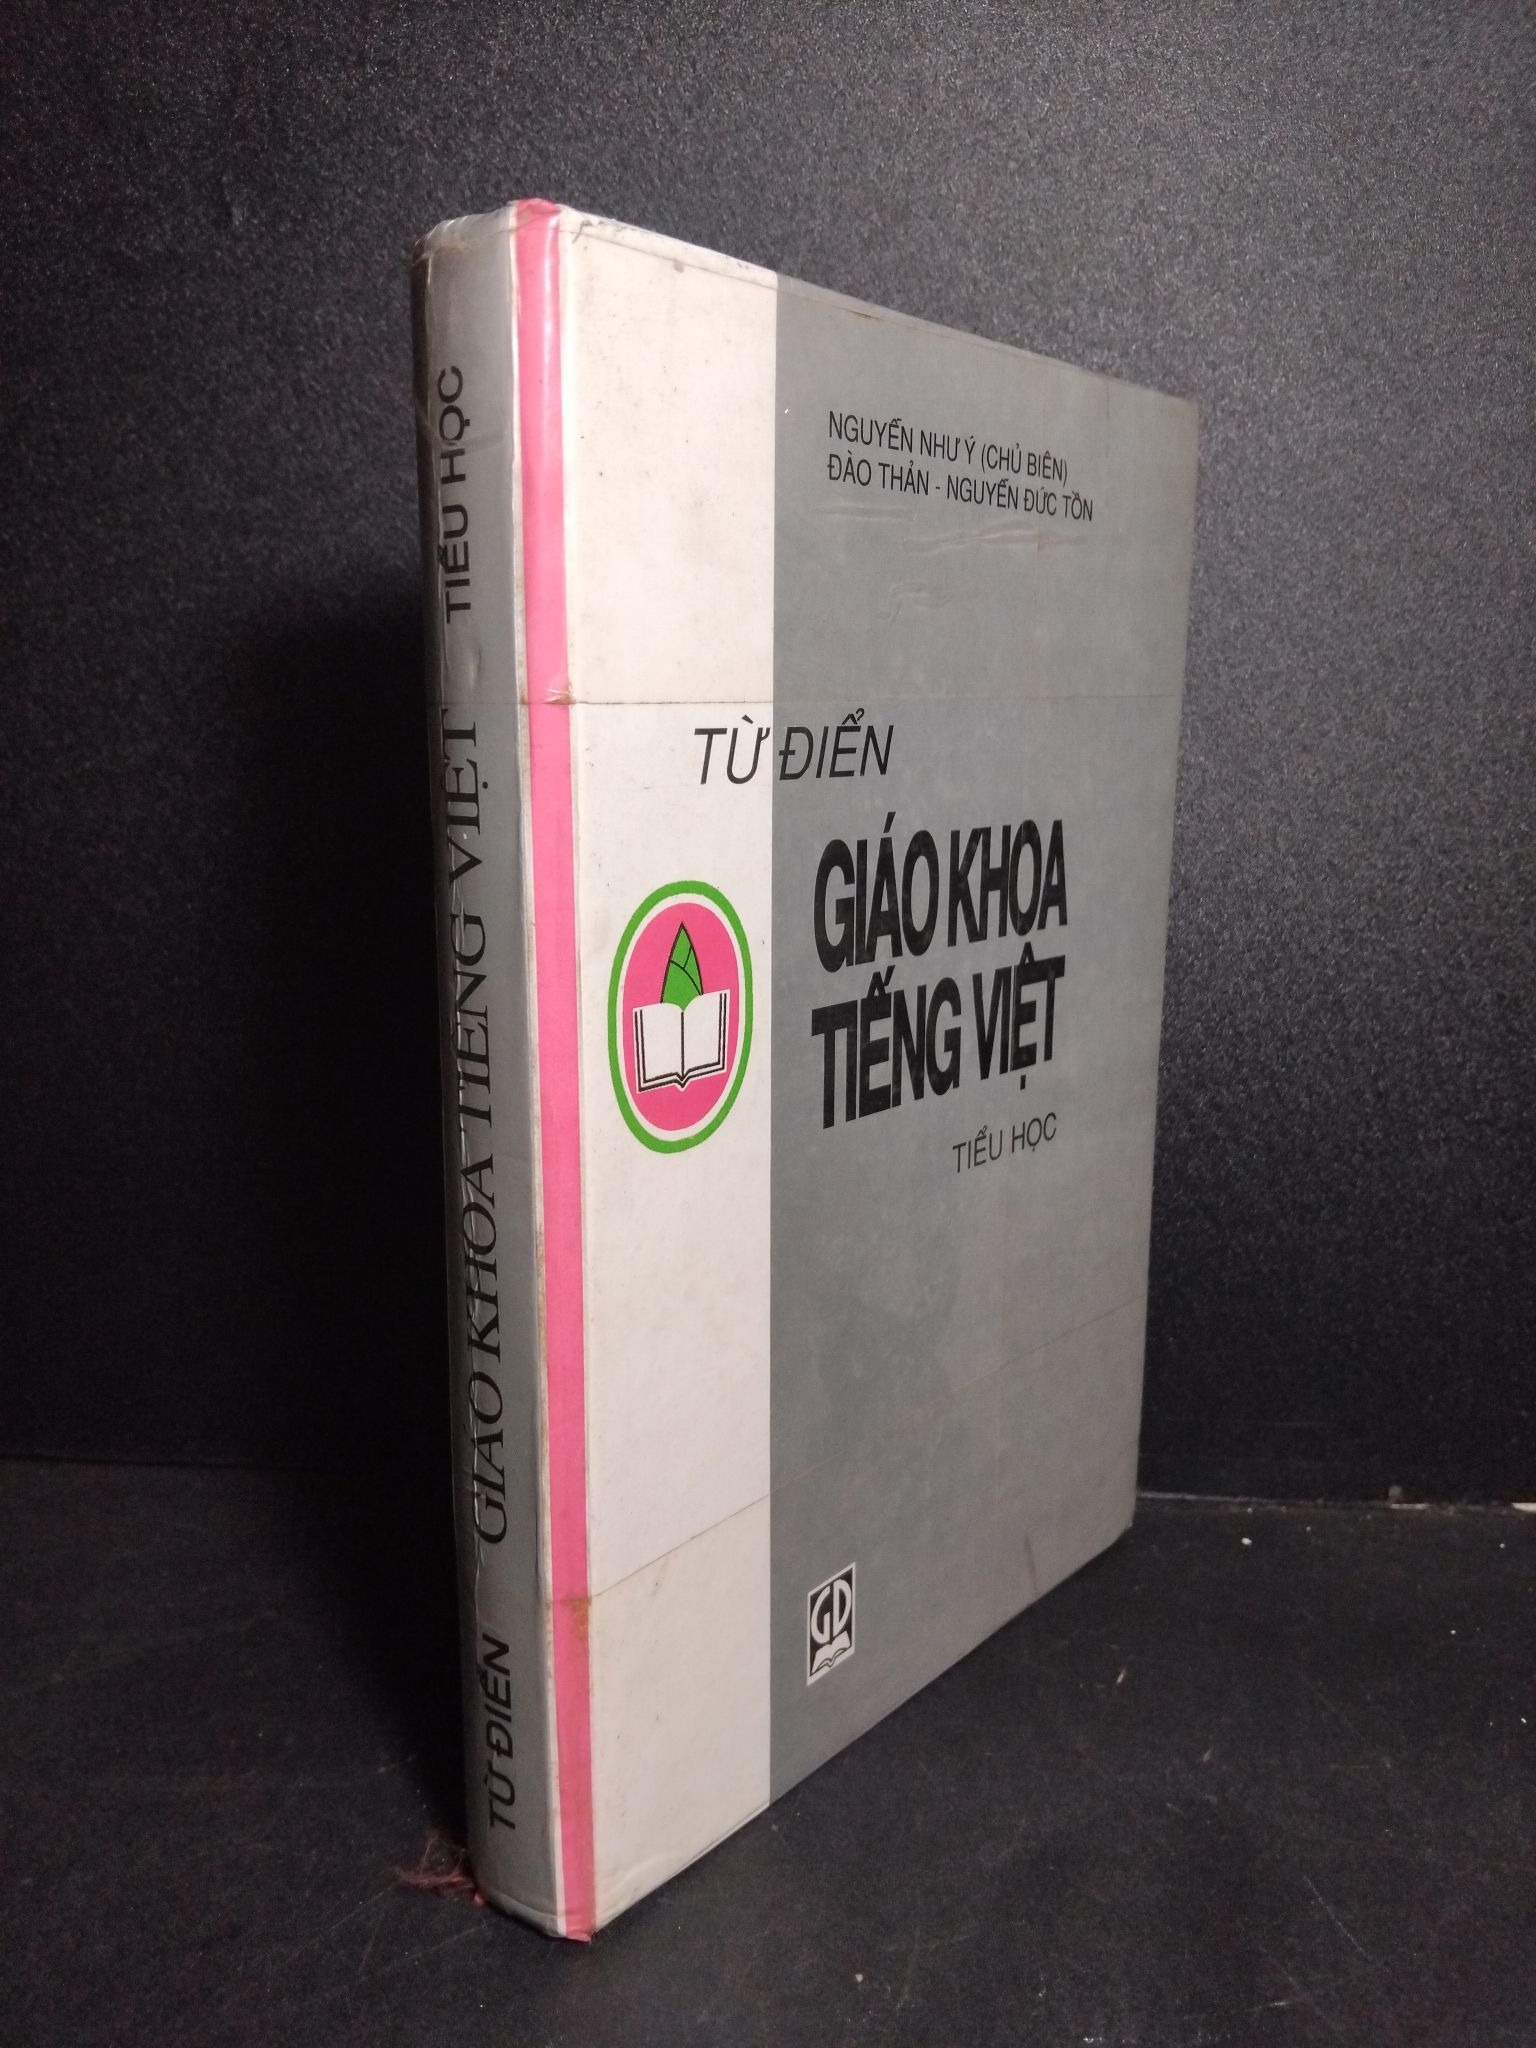 NGUYỄN NHƯ Ý (CHỦ BIÊN)
ĐÀO THẢN - NGUYỄN ĐỨC TỒN
TỪ ĐIỂN
GIÁO KHOA
TIẾNG VIỆT
TIỂU HỌC
GD
TỪ ĐIỂN GIÁO KHOA TIẾNG VIỆT TIỂU HỌC